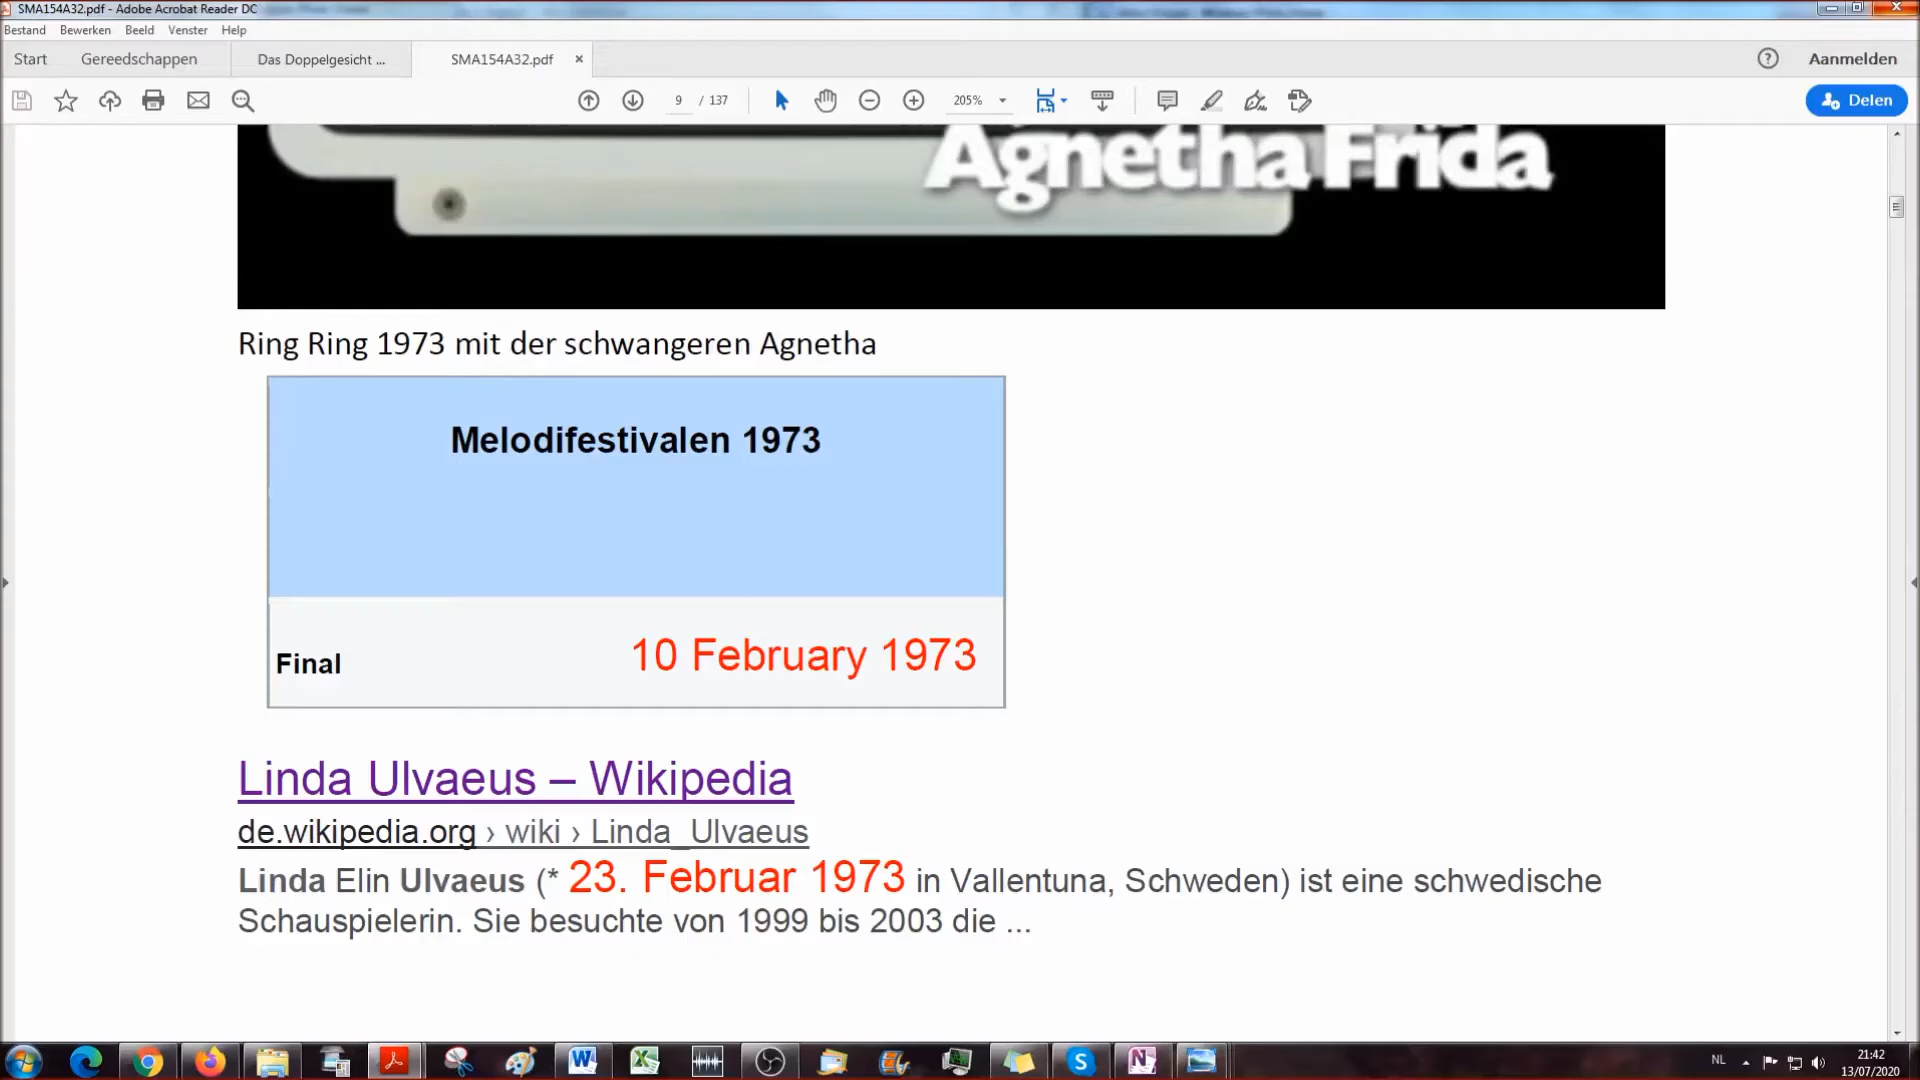 SMA154A32.pdf - Adobe Acrobat Reader DC
Bestand Bewerken Beeld Venster Help
Start Gereedschappen Das Doppelgesicht ... SMA154A32.pdf × ? Aanmelden
9 / 137 205% Delen
Agnetha Frida
Ring Ring 1973 mit der schwangeren Agnetha
Melodifestivalen 1973
Final 10 February 1973
Linda Ulvaeus – Wikipedia
de.wikipedia.org › wiki › Linda_Ulvaeus
Linda Elin Ulvaeus (* 23. Februar 1973 in Vallentuna, Schweden) ist eine schwedische
Schauspielerin. Sie besuchte von 1999 bis 2003 die ...
NL 21:42
13/07/2020